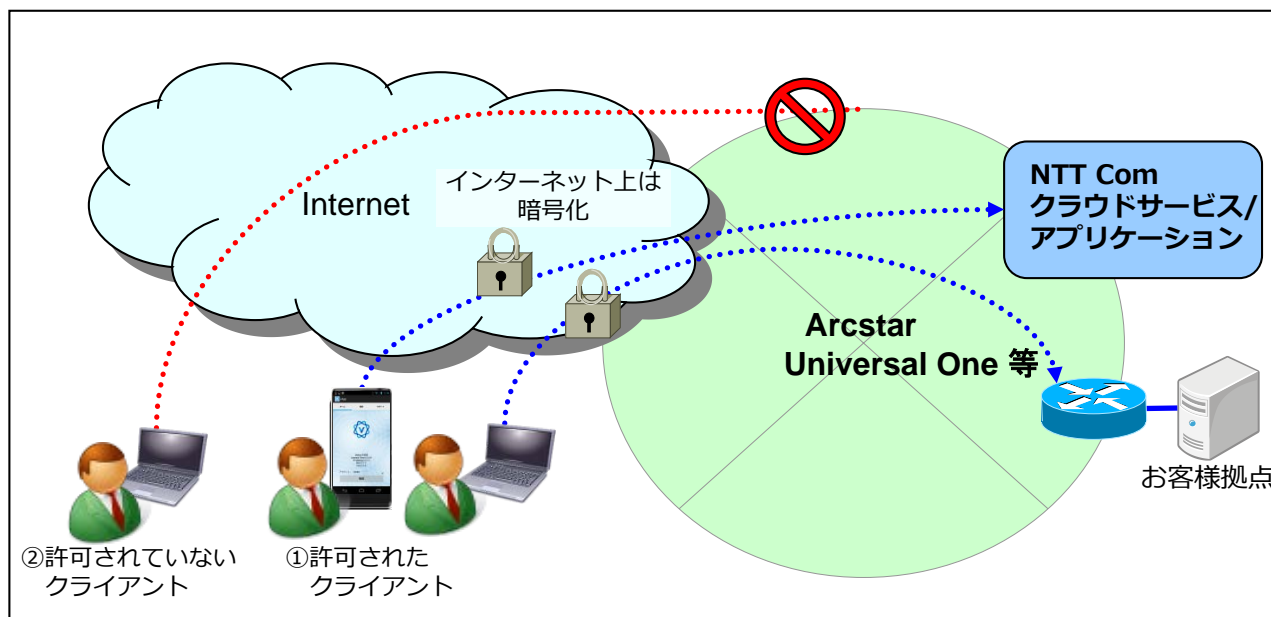 Internet
インターネット上は
暗号化
NTT Com
クラウドサービス/
アプリケーション
Arcstar
Universal One 等
お客様拠点
②許可されていない
クライアント
①許可された
クライアント